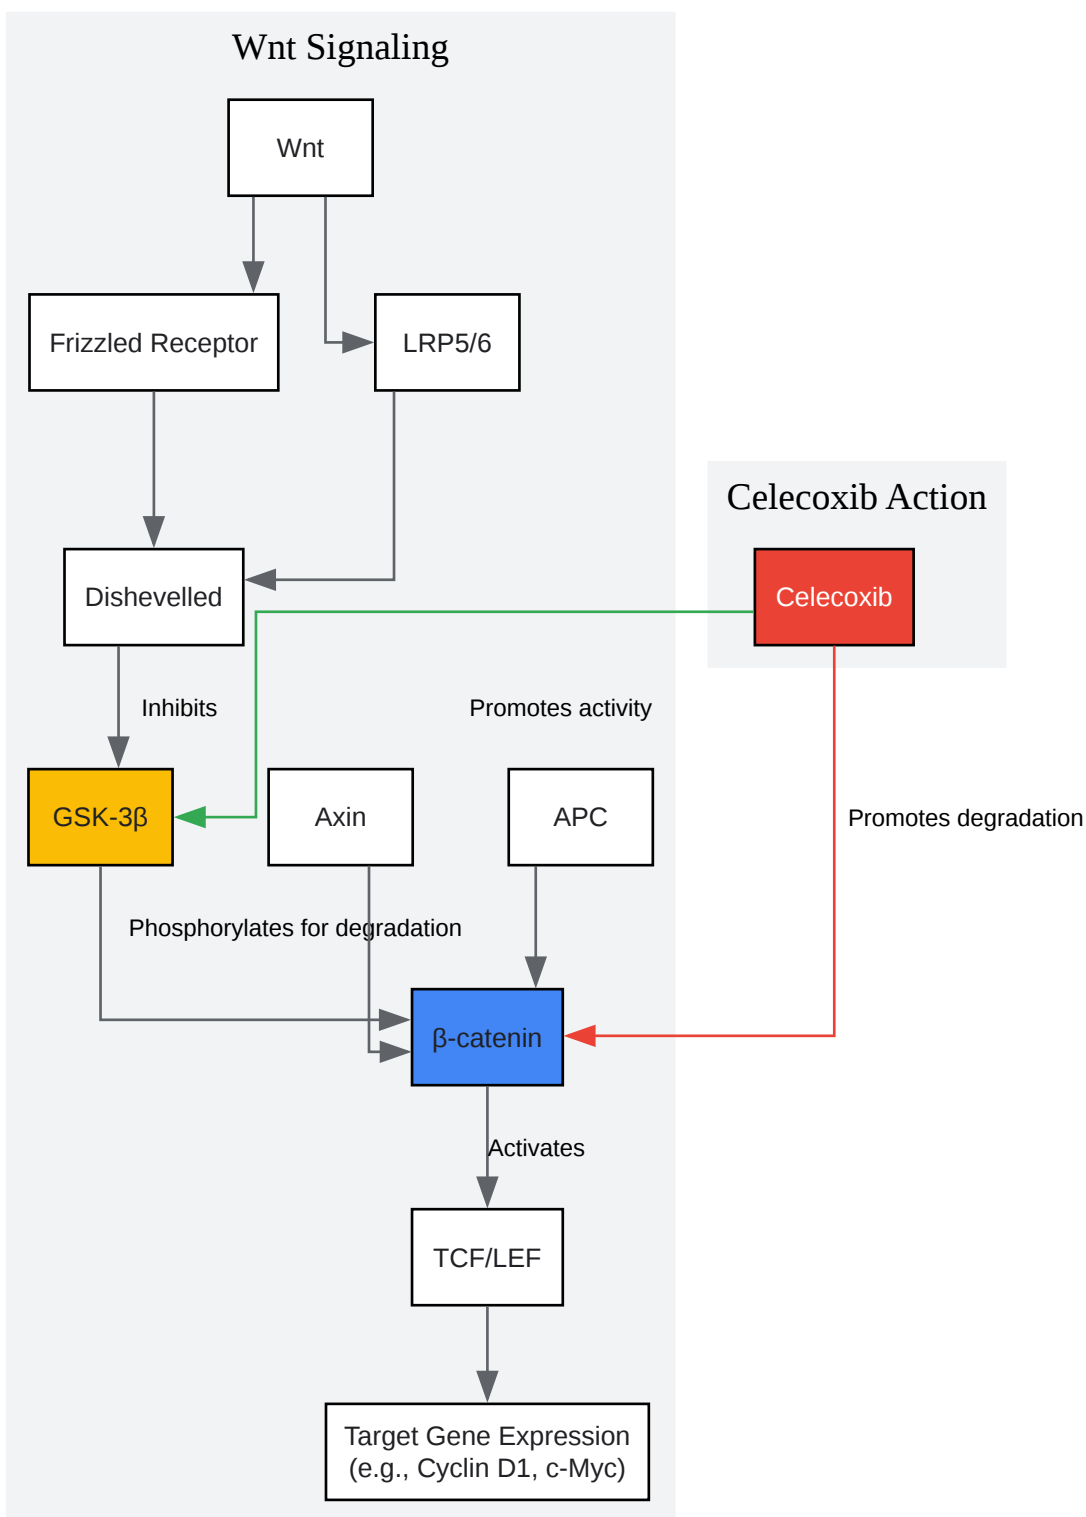 Wnt Signaling
Wnt
Frizzled Receptor
LRP5/6
Celecoxib Action
Dishevelled
Celecoxib
Inhibits
Promotes activity
GSK-3β
Axin
APC
Promotes degradation
Phosphorylates for degradation
β-catenin
Activates
TCF/LEF
Target Gene Expression
(e.g., Cyclin D1, c-Myc)